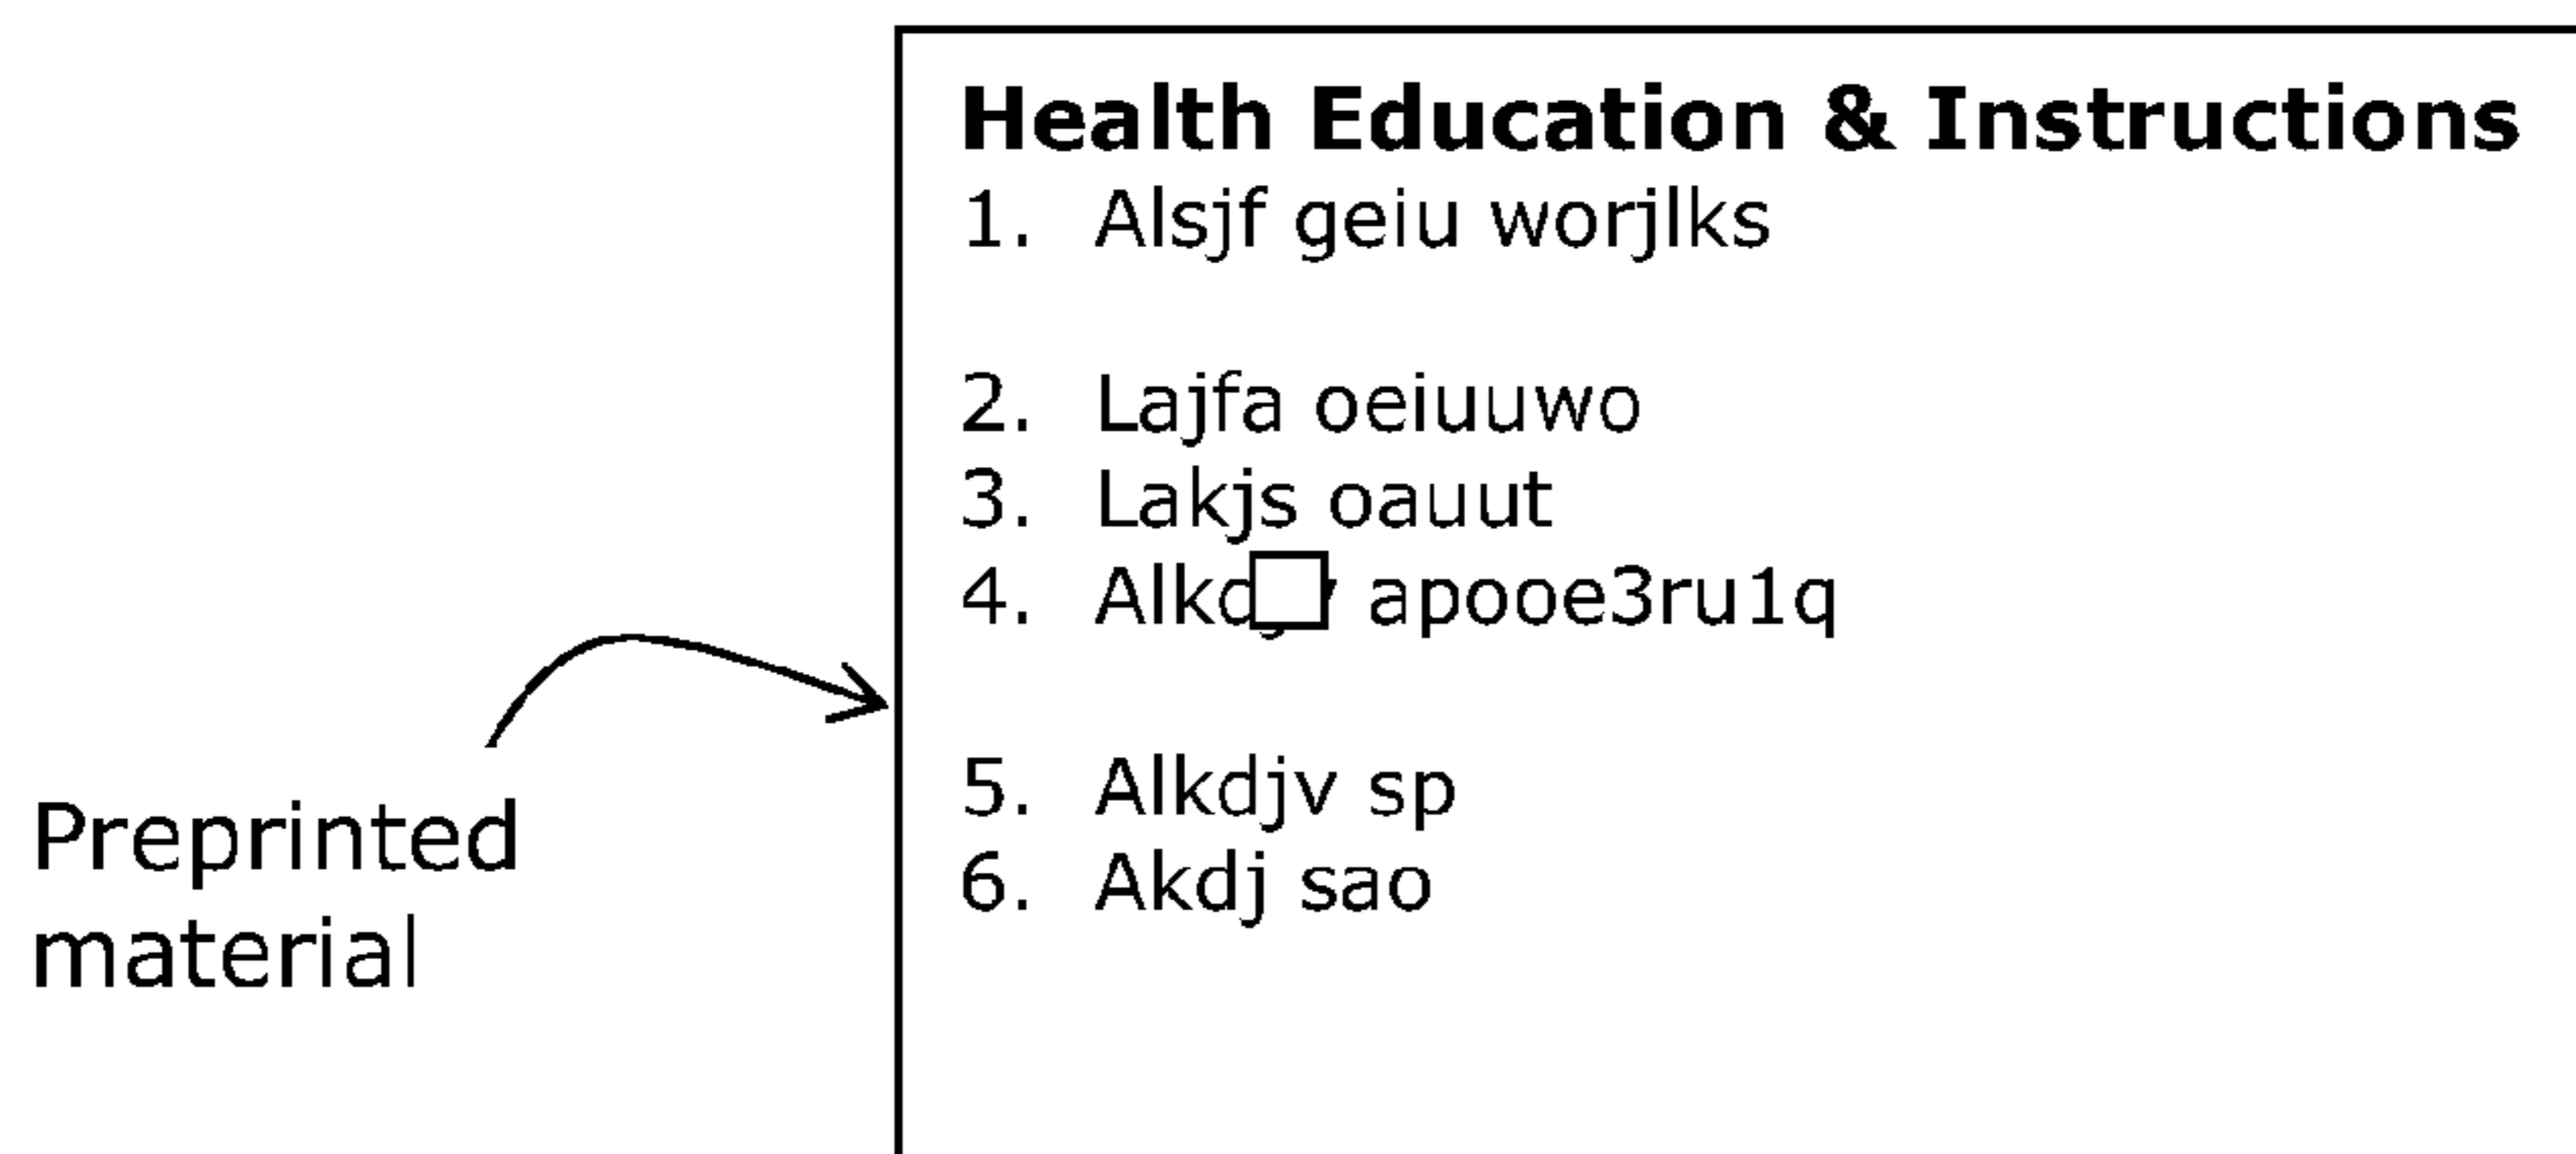 Health Education & Instructions
1. Alsjf geiu worjlks
2. Lajfa oeiuuwo
3. Lakjs oauut
4. apooe3ru1q
5. Alkdjv sp
6. Akdj sao
Preprinted
material